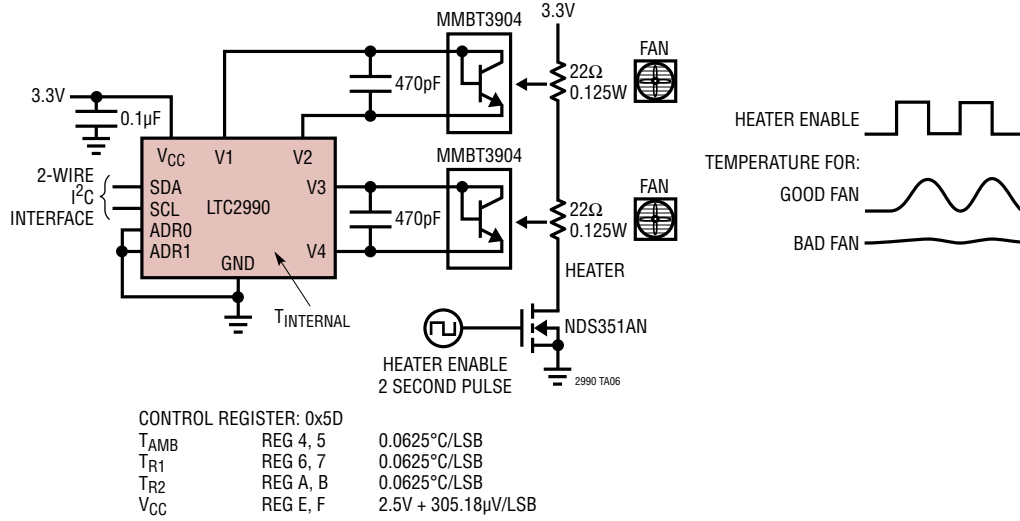 MMBT3904
3.3V
FAN
22Ω
0.125W
470pF
3.3V
0.1µF
HEATER ENABLE
VCC
V1
V2
MMBT3904
TEMPERATURE FOR:
2-WIRE
I2C
INTERFACE
SDA
SCL
ADR0
ADR1
LTC2990
V3
V4
GND
470pF
FAN
22Ω
0.125W
GOOD FAN
BAD FAN
HEATER
TINTERNAL
NDS351AN
HEATER ENABLE
2 SECOND PULSE
2990 TA06
CONTROL REGISTER: 0x5D
TAMB REG 4, 5 0.0625°C/LSB
TR1 REG 6, 7 0.0625°C/LSB
TR2 REG A, B 0.0625°C/LSB
VCC REG E, F 2.5V + 305.18µV/LSB